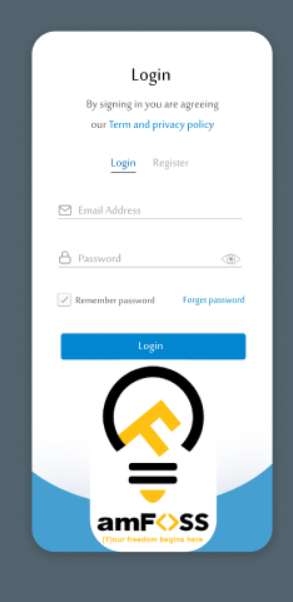 Login
By signing in you are agreeing
our Term and privacy policy
Login Register
Email Address
Password
Remember password Forget password
Login
amF<>SS
(Y)our freedom begins here